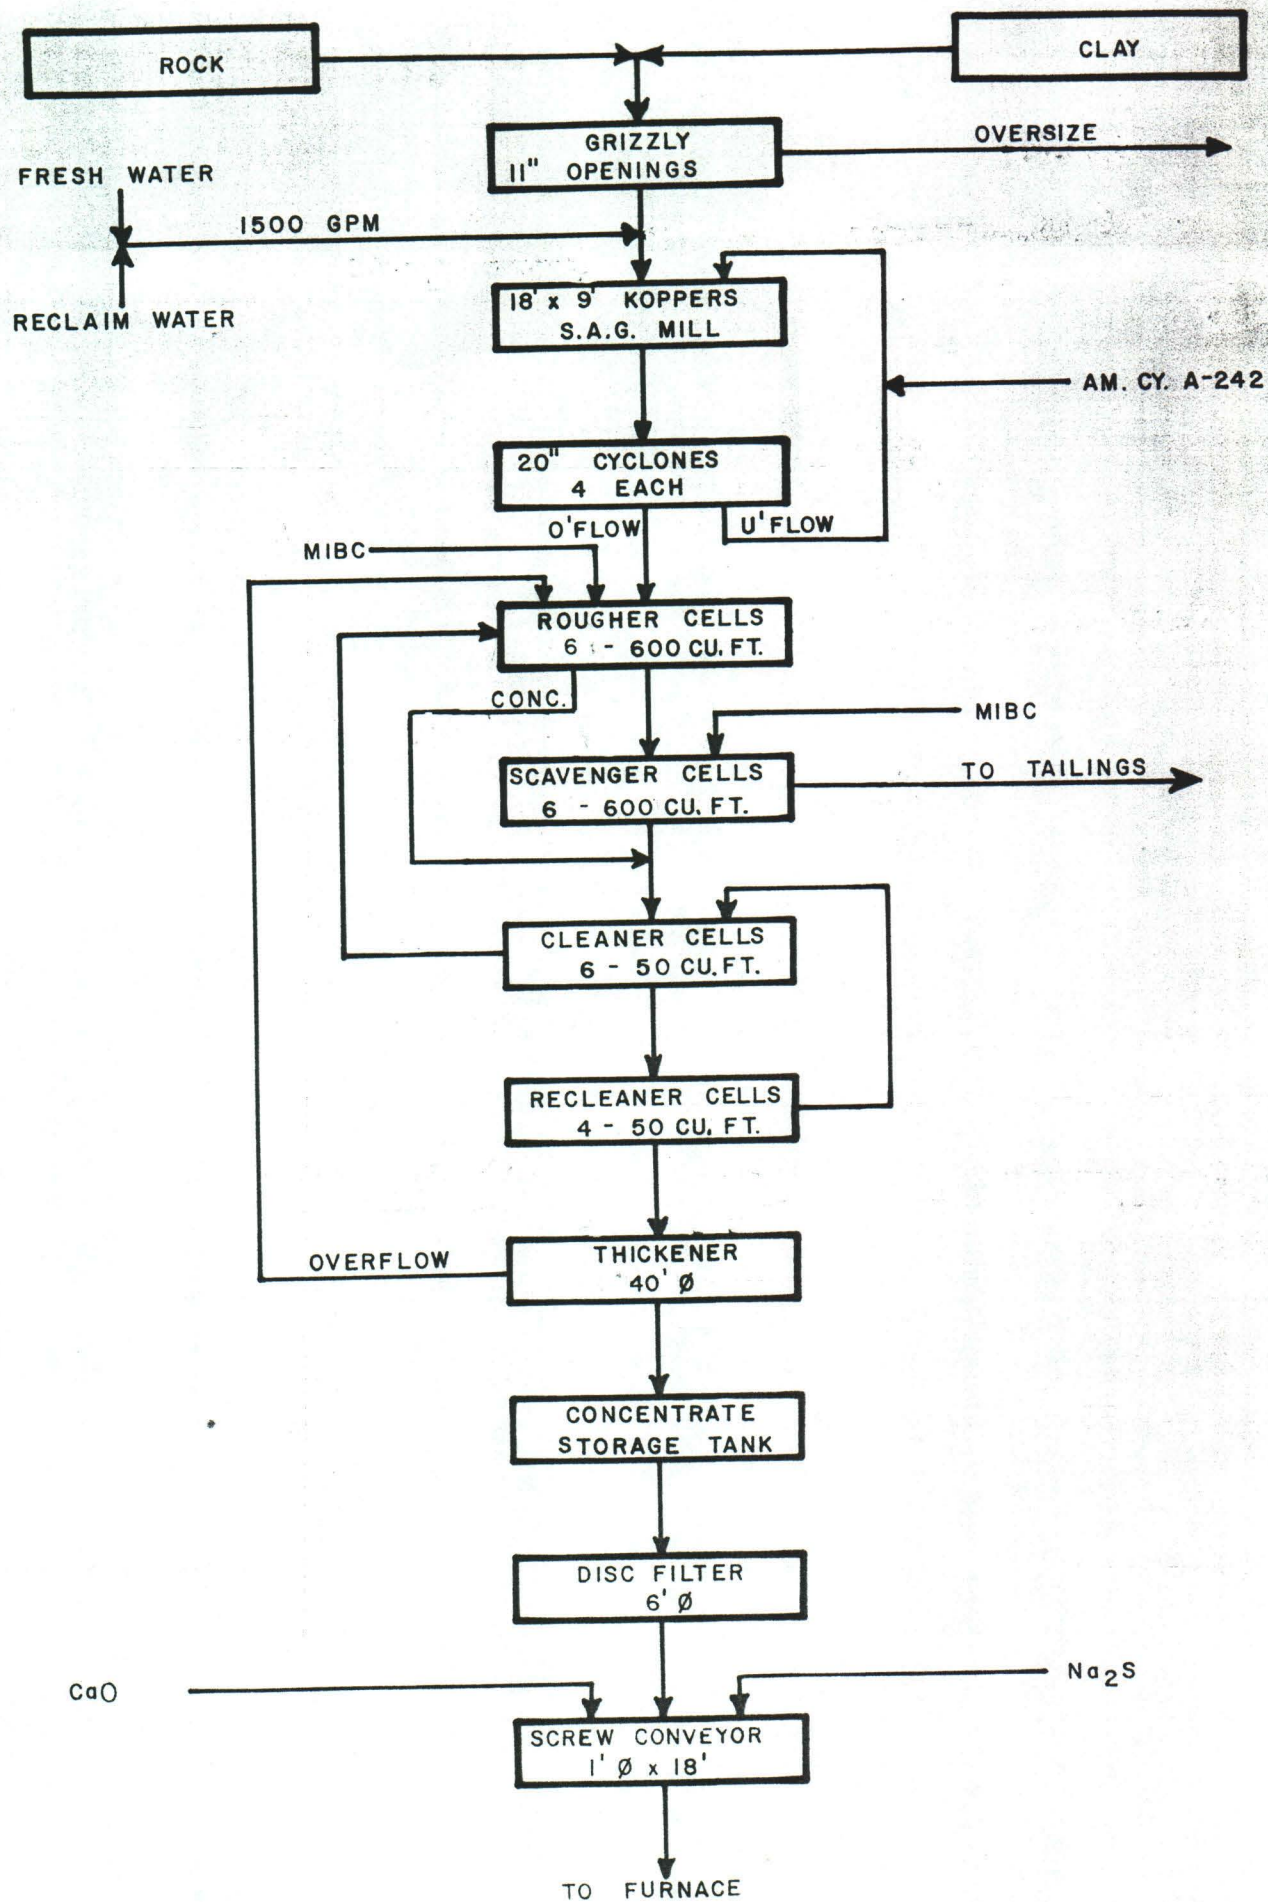 ROCK
CLAY
GRIZZLY
11" OPENINGS
OVERSIZE
FRESH WATER
1500 GPM
RECLAIM WATER
18' x 9' KOPPERS
S.A.G. MILL
AM. CY. A-242
20" CYCLONES
4 EACH
O'FLOW
U'FLOW
MIBC
ROUGHER CELLS
6 - 600 CU. FT.
CONC.
MIBC
SCAVENGER CELLS
6 - 600 CU. FT.
TO TAILINGS
CLEANER CELLS
6 - 50 CU. FT.
RECLEANER CELLS
4 - 50 CU. FT.
OVERFLOW
THICKENER
40' Ø
CONCENTRATE
STORAGE TANK
DISC FILTER
6' Ø
CaO
Na₂S
SCREW CONVEYOR
1' Ø x 18'
TO FURNACE